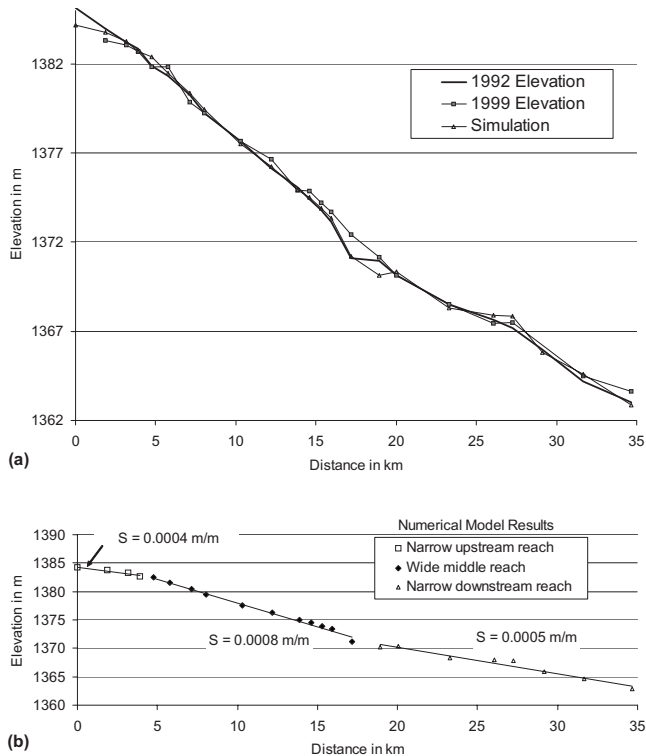 1382
1377
1372
1367
1362
Elevation in m
1992 Elevation
1999 Elevation
Simulation
0 5 10 15 20 25 30 35
(a)
Distance in km
Numerical Model Results
1390
1385
1380
1375
1370
1365
1360
Elevation in m
S = 0.0004 m/m
Narrow upstream reach
Wide middle reach
Narrow downstream reach
S = 0.0008 m/m
S = 0.0005 m/m
0 5 10 15 20 25 30 35
(b)
Distance in km